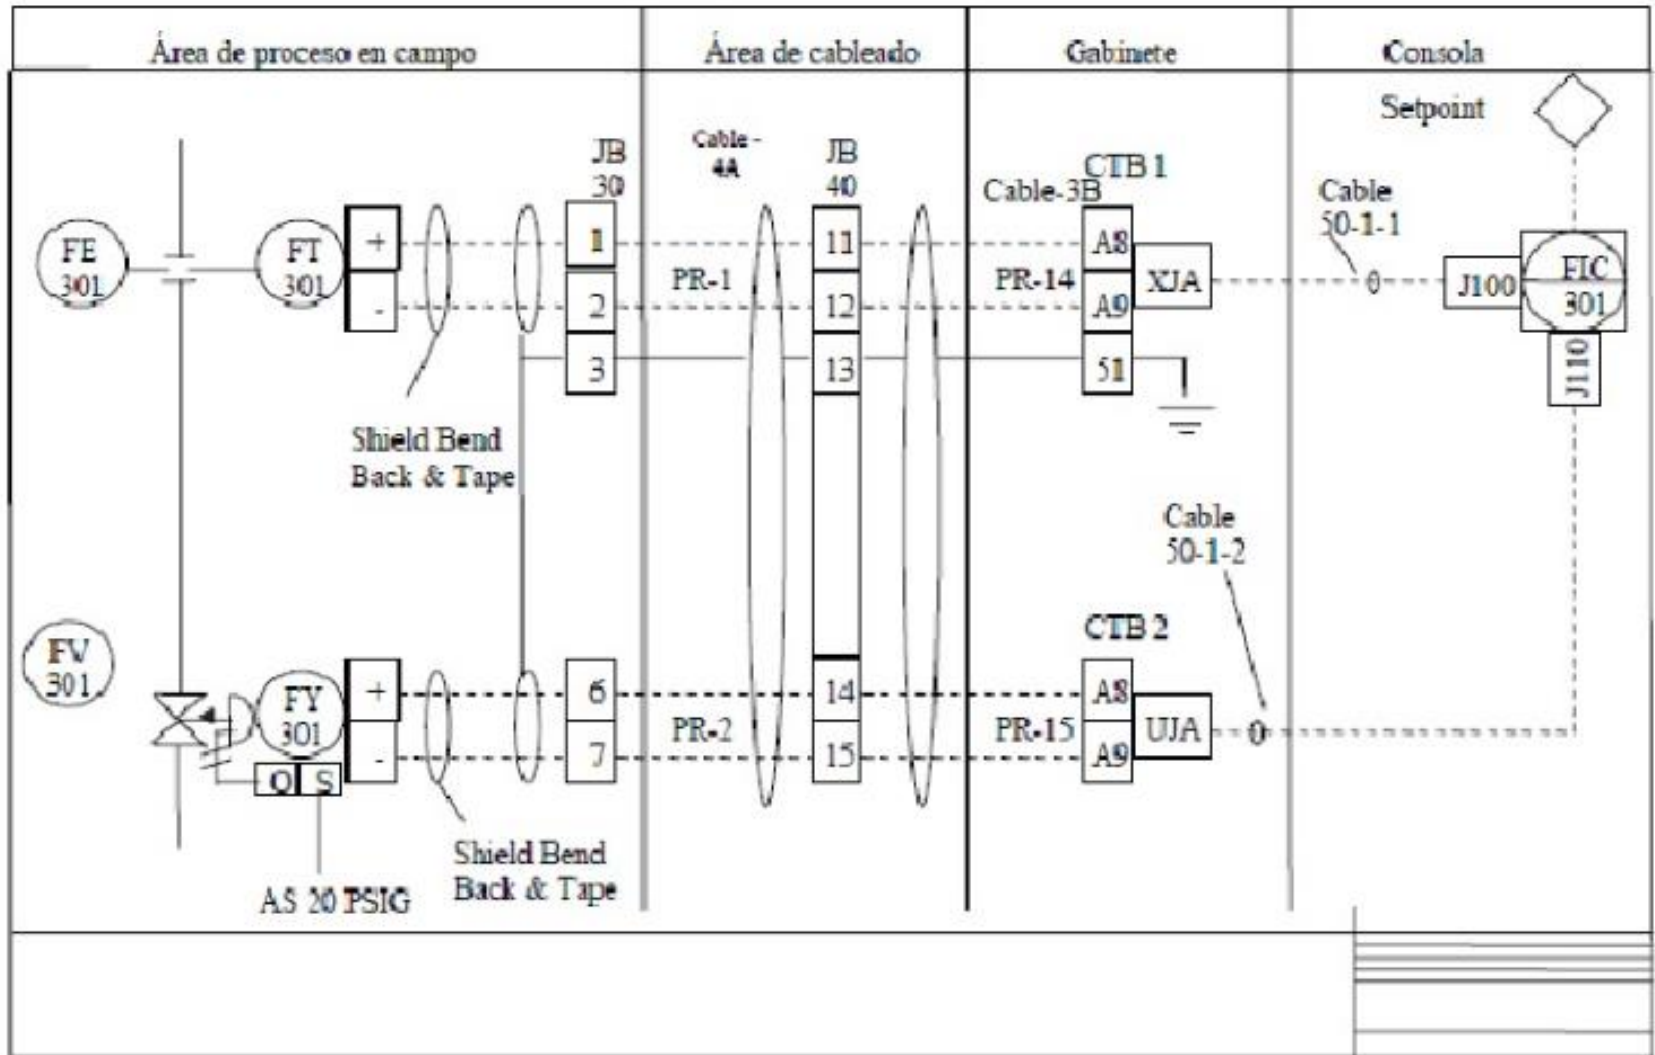 Área de proceso en campo
Área de cableado
Gabinete
Consola
Setpoint
JB
30
Cable -
4A
JB
40
CTB 1
Cable-3B
Cable
50-1-1
FE
301
FT
301
+
-
1
2
3
PR-1
11
12
13
PR-14
A8
A9
51
XJA
J100
FIC
301
J110
Shield Bend
Back & Tape
Cable
50-1-2
CTB 2
FV
301
FY
301
+
-
O S
6
7
PR-2
14
15
PR-15
A8
A9
UJA
Shield Bend
Back & Tape
AS 20 PSIG